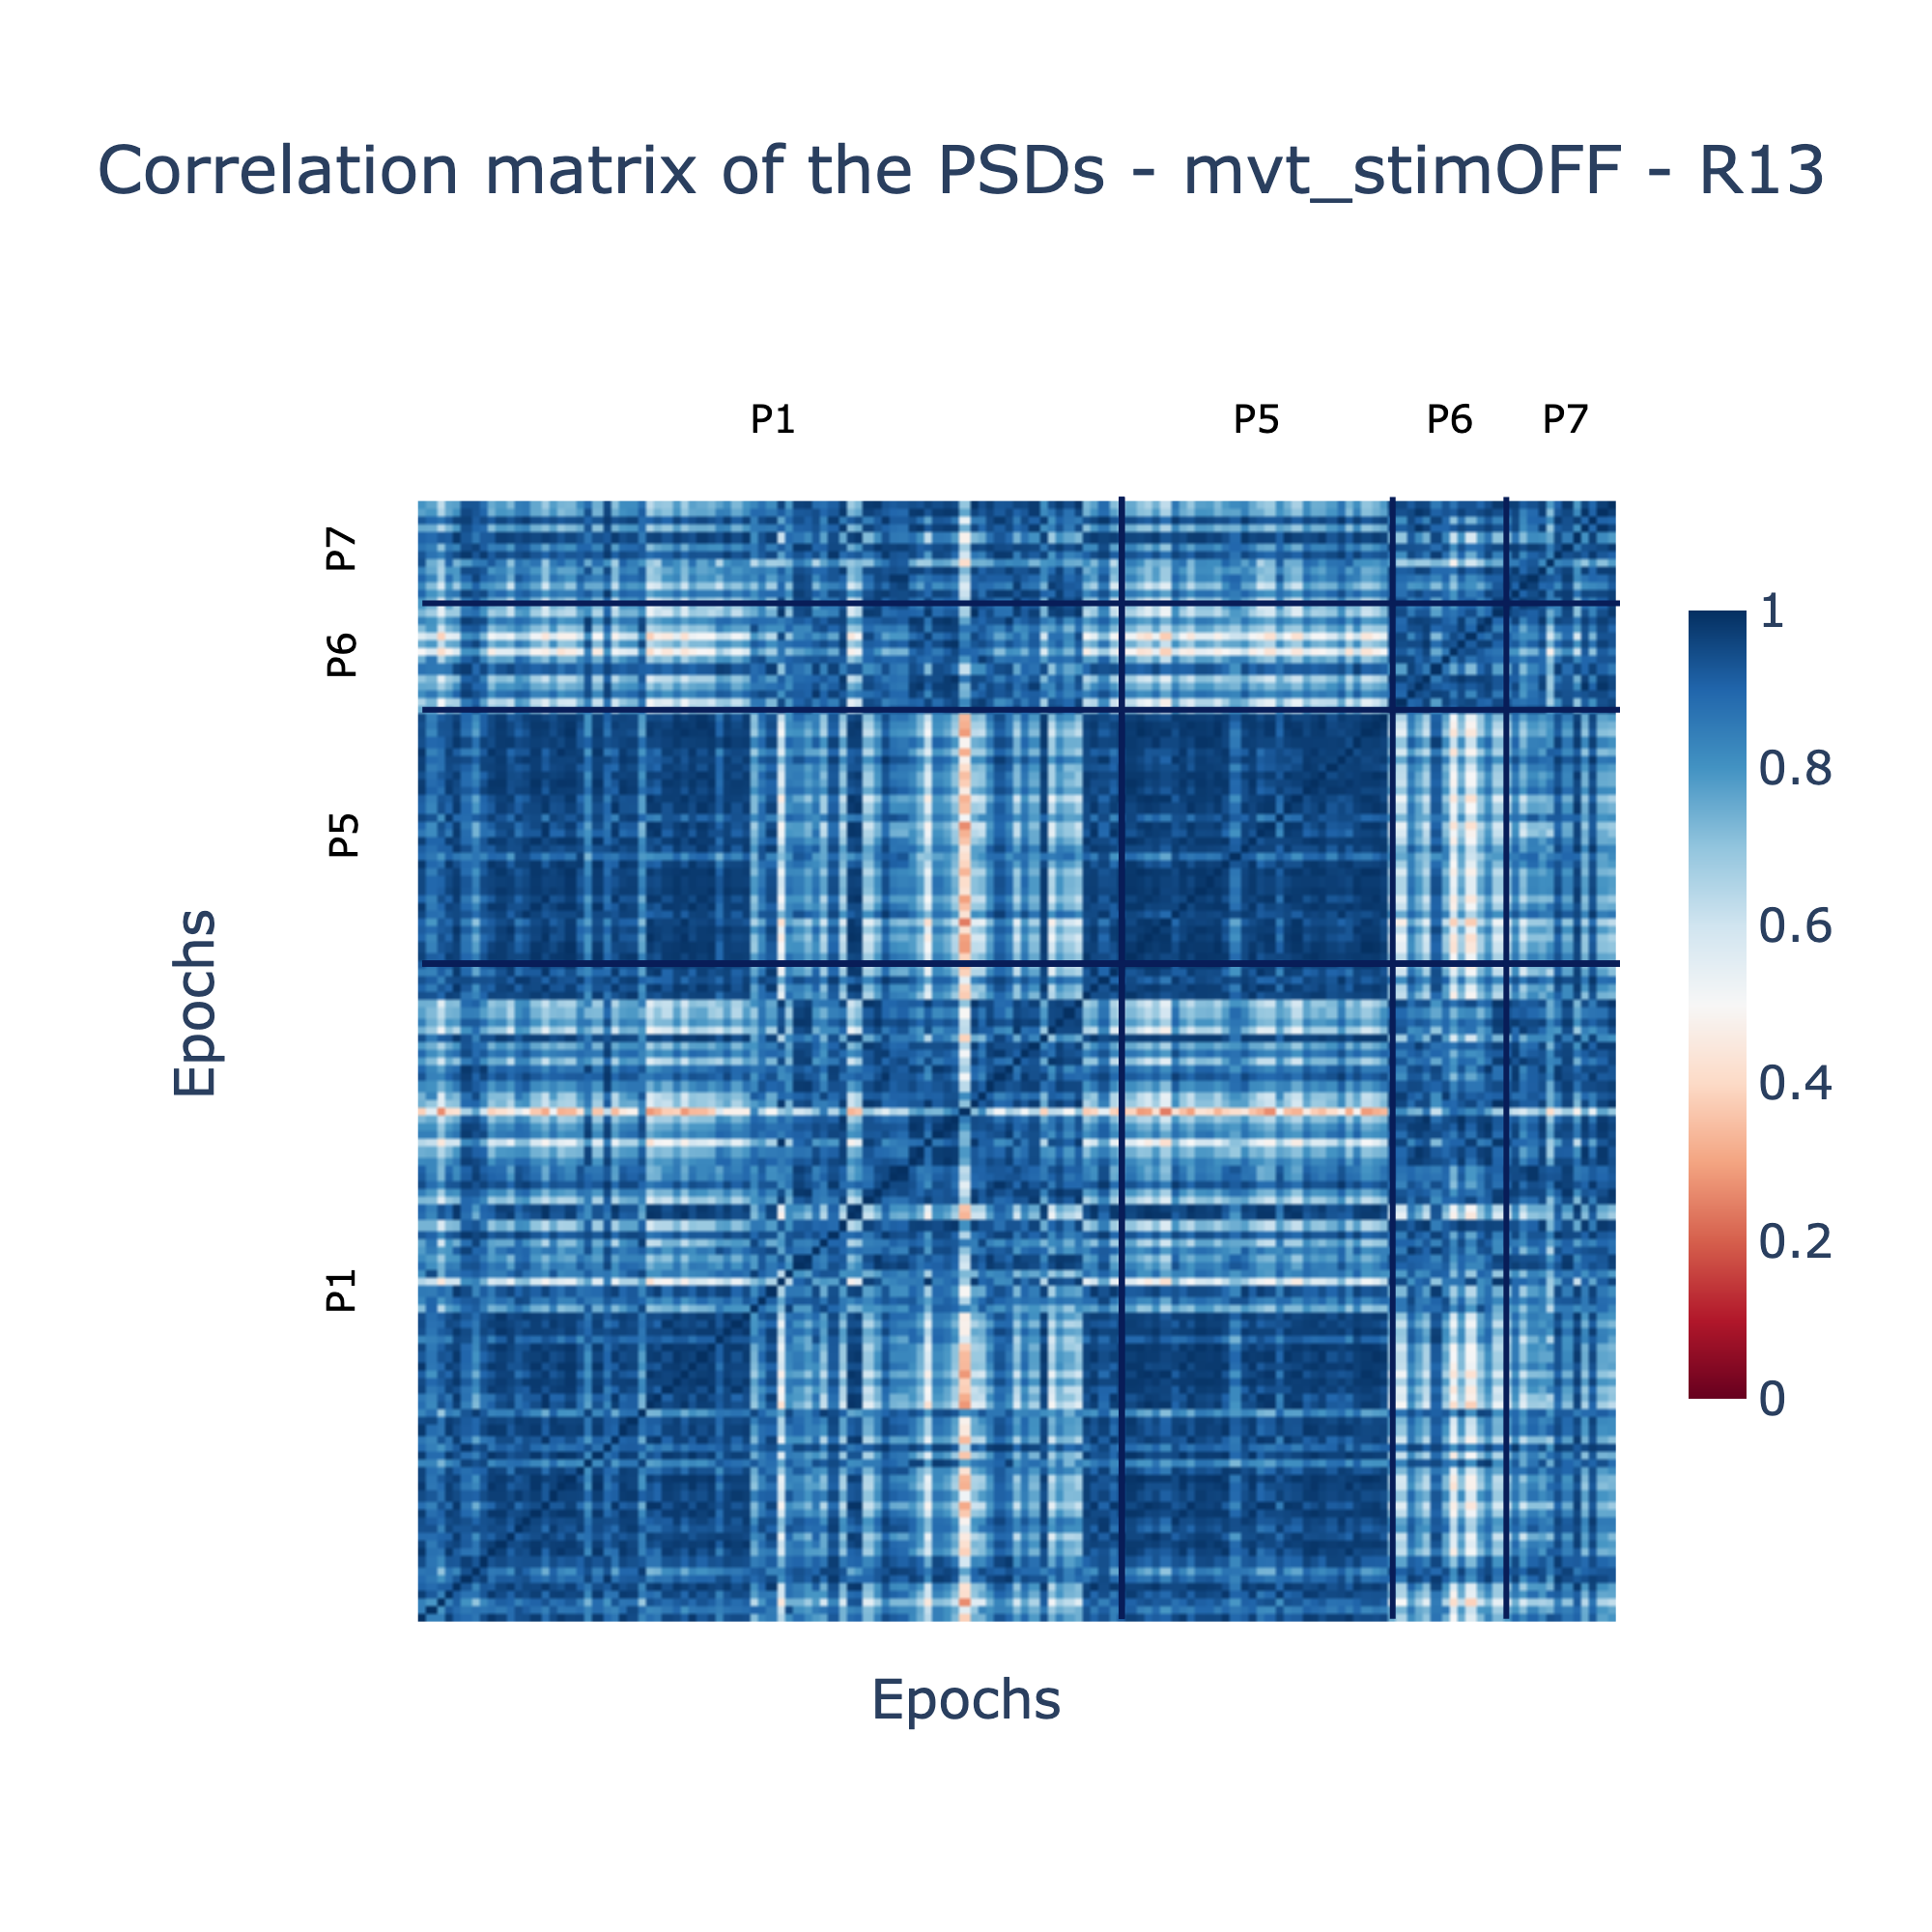 Correlation matrix of the PSDs - mvt_stimOFF - R13
P1 P5 P6 P7
P7
P6
P5
P1
Epochs
Epochs
1
0.8
0.6
0.4
0.2
0